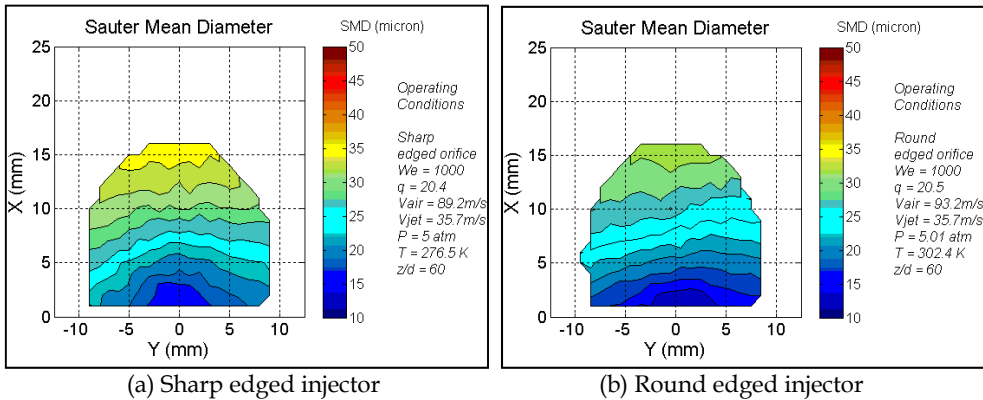 Sauter Mean Diameter
SMD (micron)
25
20
15
10
5
0
X (mm)
-10
-5
0
5
10
Y (mm)
50
45
40
35
30
25
20
15
10
Operating
Conditions
Sharp
edged orifice
We = 1000
q = 20.4
Vair = 89.2m/s
Vjet = 35.7m/s
P = 5 atm
T = 276.5 K
z/d = 60
(a) Sharp edged injector
Sauter Mean Diameter
SMD (micron)
25
20
15
10
5
0
X (mm)
-10
-5
0
5
10
Y (mm)
50
45
40
35
30
25
20
15
10
Operating
Conditions
Round
edged orifice
We = 1000
q = 20.5
Vair = 93.2m/s
Vjet = 35.7m/s
P = 5.01 atm
T = 302.4 K
z/d = 60
(b) Round edged injector